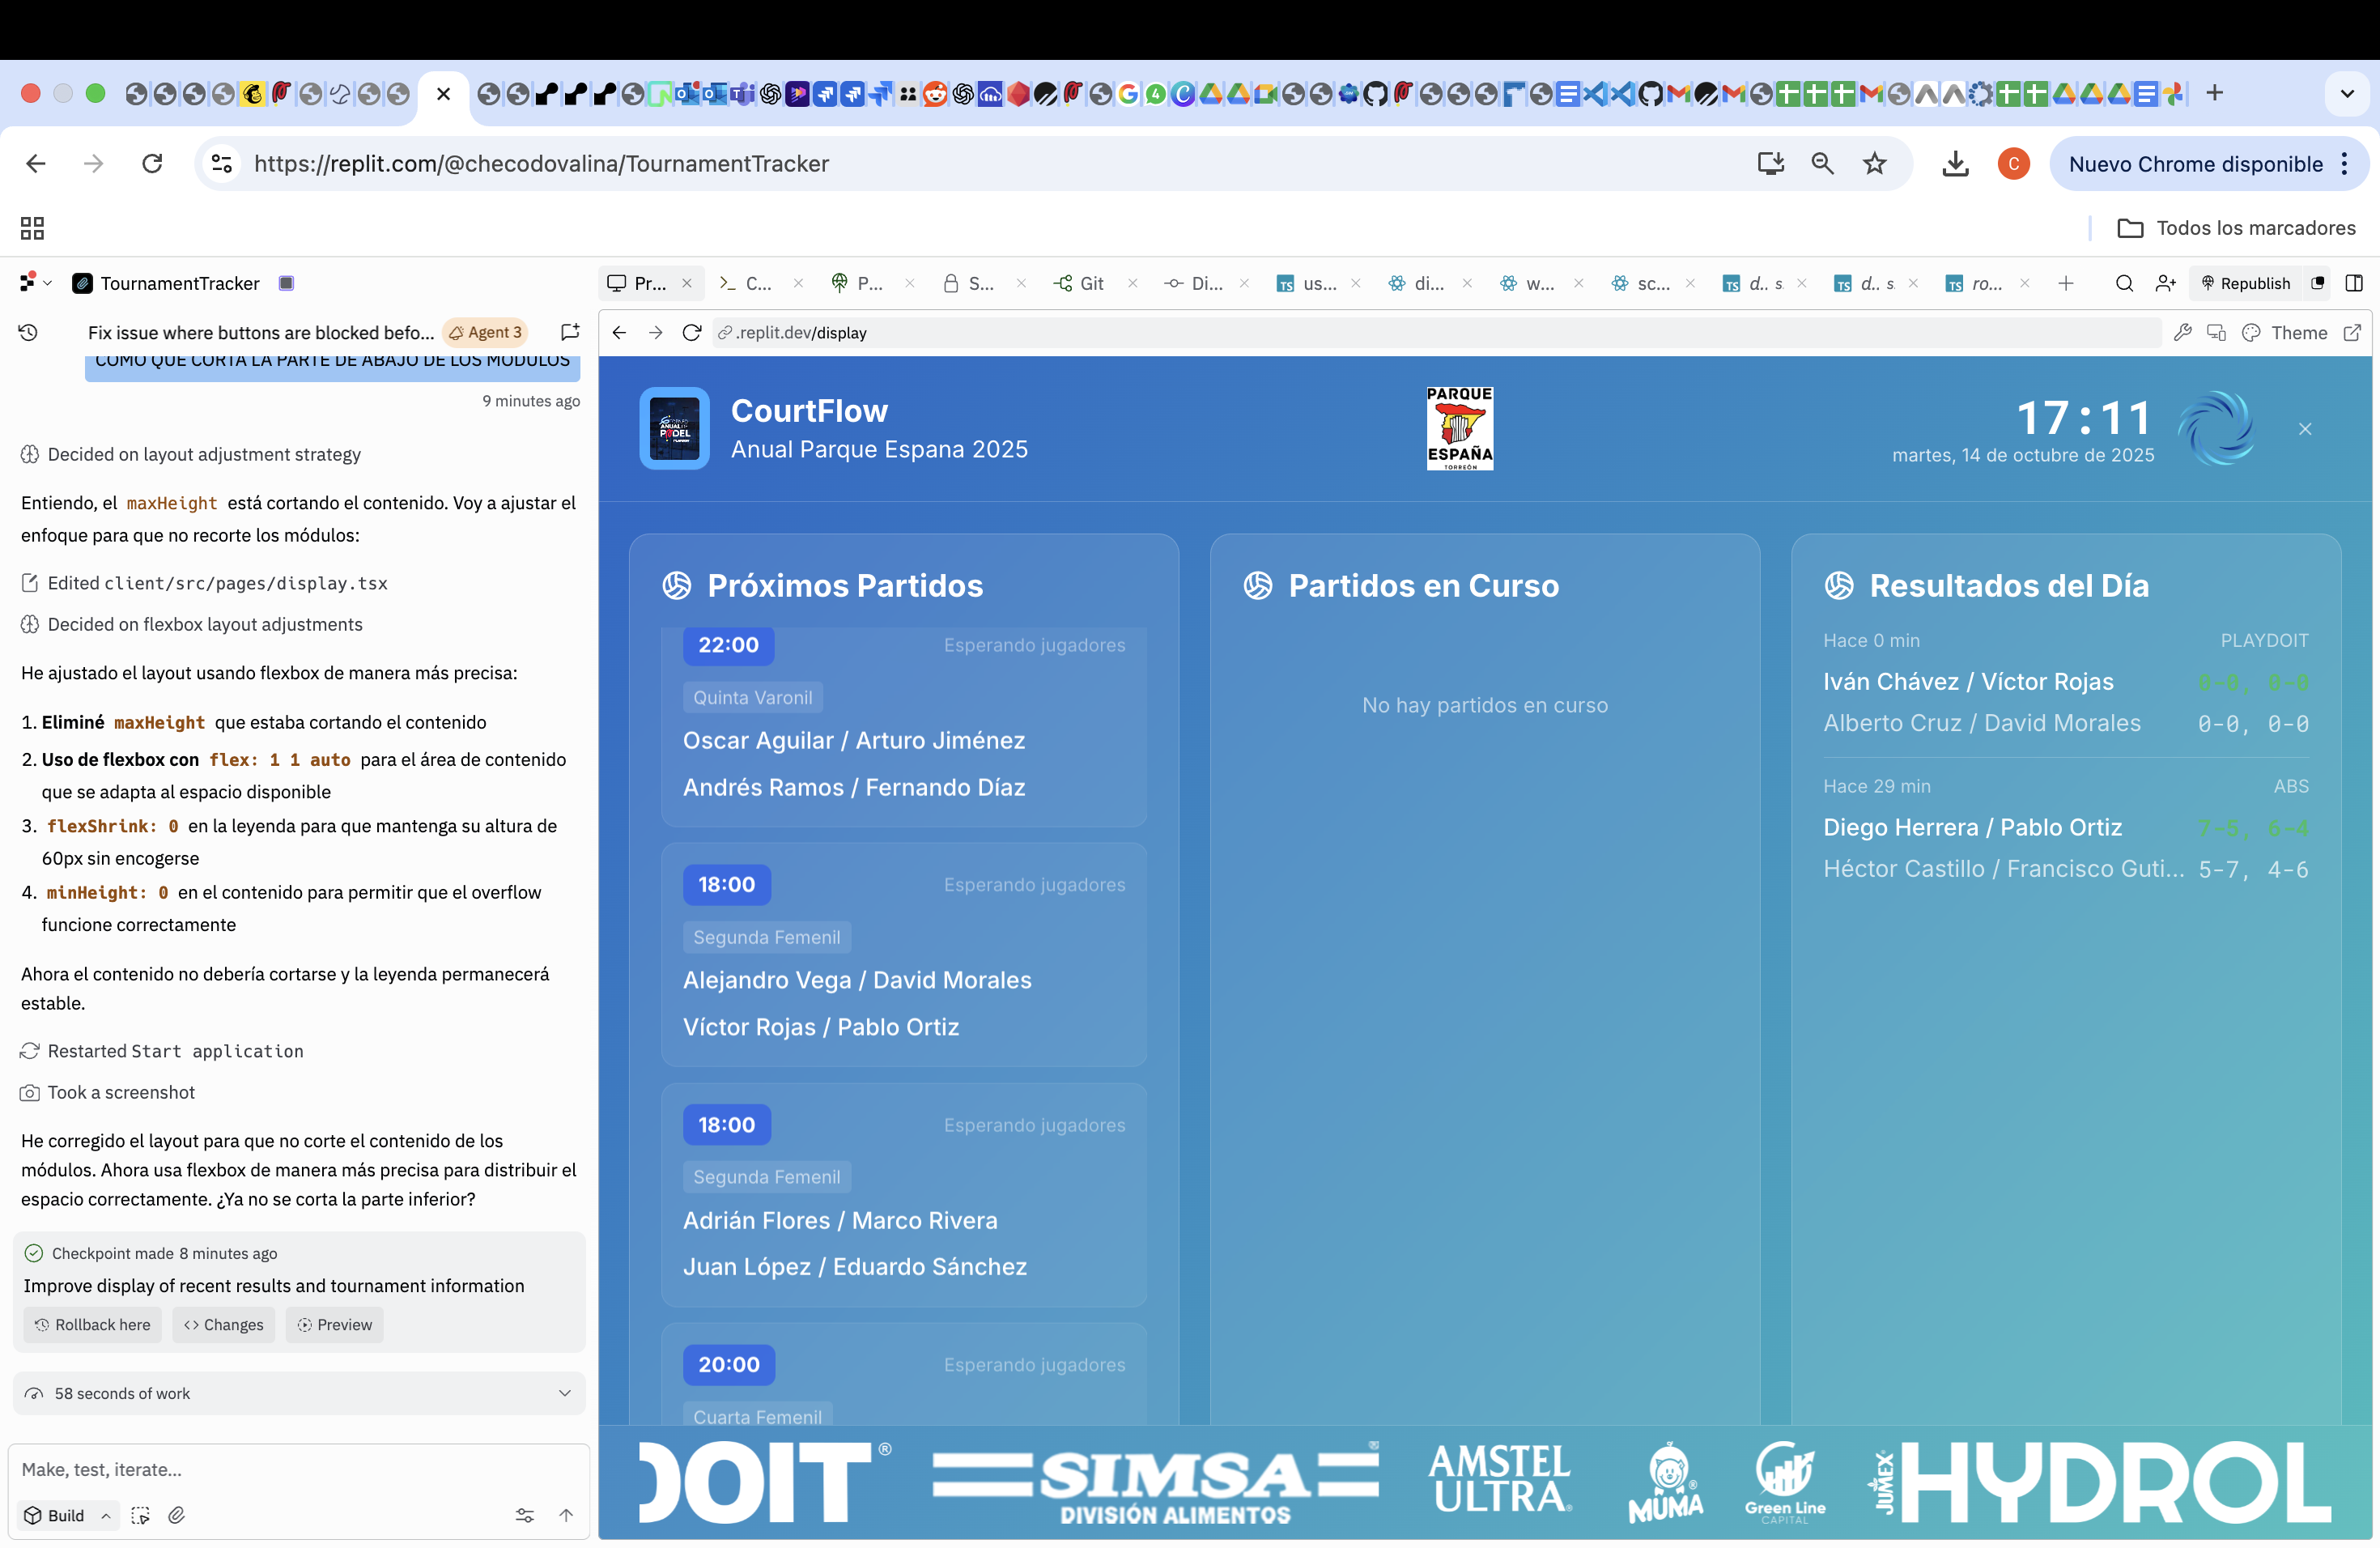 https://replit.com/@checodovalina/TournamentTracker
C
Nuevo Chrome disponible
Todos los marcadores
TournamentTracker
Pr...
C...
P...
S...
Git
Di...
us...
di...
w...
sc...
d.. s
d.. s
ro...
Republish
Fix issue where buttons are blocked befo...
Agent 3
.replit.dev/display
Theme
COMO QUE CORTA LA PARTE DE ABAJO DE LOS MODULOS
9 minutes ago
Decided on layout adjustment strategy
Entiendo, el maxHeight está cortando el contenido. Voy a ajustar el
enfoque para que no recorte los módulos:
Edited client/src/pages/display.tsx
Decided on flexbox layout adjustments
He ajustado el layout usando flexbox de manera más precisa:
1. Eliminé maxHeight que estaba cortando el contenido
2. Uso de flexbox con flex: 1 1 auto para el área de contenido
que se adapta al espacio disponible
3. flexShrink: 0 en la leyenda para que mantenga su altura de
60px sin encogerse
4. minHeight: 0 en el contenido para permitir que el overflow
funcione correctamente
Ahora el contenido no debería cortarse y la leyenda permanecerá
estable.
Restarted Start application
Took a screenshot
He corregido el layout para que no corte el contenido de los
módulos. Ahora usa flexbox de manera más precisa para distribuir el
espacio correctamente. ¿Ya no se corta la parte inferior?
Checkpoint made 8 minutes ago
Improve display of recent results and tournament information
Rollback here
Changes
Preview
58 seconds of work
Make, test, iterate...
Build
CourtFlow
Anual Parque Espana 2025
PARQUE
ESPAÑA
TORREÓN
17:11
martes, 14 de octubre de 2025
Próximos Partidos
22:00
Esperando jugadores
Quinta Varonil
Oscar Aguilar / Arturo Jiménez
Andrés Ramos / Fernando Díaz
18:00
Esperando jugadores
Segunda Femenil
Alejandro Vega / David Morales
Víctor Rojas / Pablo Ortiz
18:00
Esperando jugadores
Segunda Femenil
Adrián Flores / Marco Rivera
Juan López / Eduardo Sánchez
20:00
Esperando jugadores
Cuarta Femenil
Partidos en Curso
No hay partidos en curso
Resultados del Día
Hace 0 min
PLAYDOIT
Iván Chávez / Víctor Rojas
0-0, 0-0
Alberto Cruz / David Morales
0-0, 0-0
Hace 29 min
ABS
Diego Herrera / Pablo Ortiz
7-5, 6-4
Héctor Castillo / Francisco Guti...
5-7, 4-6
DOIT®
SIMSA
DIVISIÓN ALIMENTOS
AMSTEL
ULTRA
MUMA
Green Line
CAPITAL
JUMEX
HYDROL